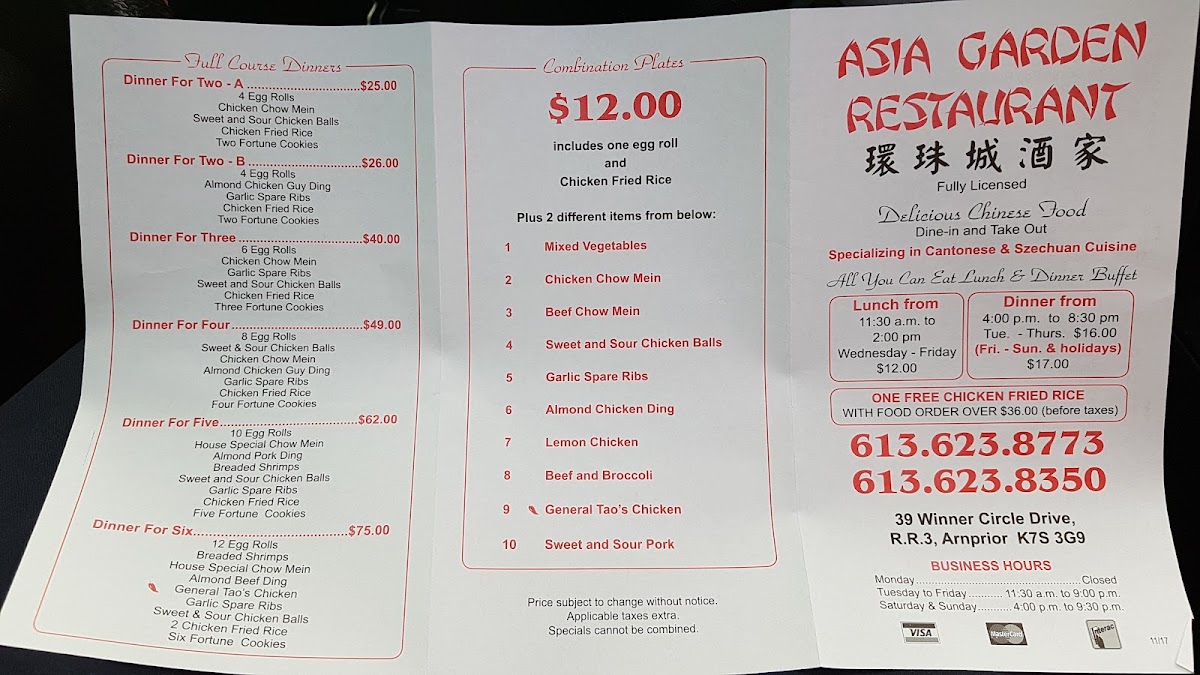 Full Course Dinners
Dinner For Two - A ..............................$25.00
4 Egg Rolls
Chicken Chow Mein
Sweet and Sour Chicken Balls
Chicken Fried Rice
Two Fortune Cookies
Dinner For Two - B ..............................$26.00
4 Egg Rolls
Almond Chicken Guy Ding
Garlic Spare Ribs
Chicken Fried Rice
Two Fortune Cookies
Dinner For Three .................................$40.00
6 Egg Rolls
Chicken Chow Mein
Garlic Spare Ribs
Sweet and Sour Chicken Balls
Chicken Fried Rice
Three Fortune Cookies
Dinner For Four ...................................$49.00
8 Egg Rolls
Sweet & Sour Chicken Balls
Chicken Chow Mein
Almond Chicken Guy Ding
Garlic Spare Ribs
Chicken Fried Rice
Four Fortune Cookies
Dinner For Five.....................................$62.00
10 Egg Rolls
House Special Chow Mein
Almond Pork Ding
Breaded Shrimps
Sweet and Sour Chicken Balls
Garlic Spare Ribs
Chicken Fried Rice
Five Fortune Cookies
Dinner For Six.........................................$75.00
12 Egg Rolls
Breaded Shrimps
House Special Chow Mein
Almond Beef Ding
General Tao's Chicken
Garlic Spare Ribs
Sweet & Sour Chicken Balls
2 Chicken Fried Rice
Six Fortune Cookies
Combination Plates
$12.00
includes one egg roll
and
Chicken Fried Rice
Plus 2 different items from below:
1 Mixed Vegetables
2 Chicken Chow Mein
3 Beef Chow Mein
4 Sweet and Sour Chicken Balls
5 Garlic Spare Ribs
6 Almond Chicken Ding
7 Lemon Chicken
8 Beef and Broccoli
9 General Tao's Chicken
10 Sweet and Sour Pork
Price subject to change without notice.
Applicable taxes extra.
Specials cannot be combined.
ASIA GARDEN
RESTAURANT
環珠城酒家
Fully Licensed
Delicious Chinese Food
Dine-in and Take Out
Specializing in Cantonese & Szechuan Cuisine
All You Can Eat Lunch & Dinner Buffet
Lunch from
11:30 a.m. to
2:00 pm
Wednesday - Friday
$12.00
Dinner from
4:00 p.m. to 8:30 pm
Tue. - Thurs. $16.00
(Fri. - Sun. & holidays)
$17.00
ONE FREE CHICKEN FRIED RICE
WITH FOOD ORDER OVER $36.00 (before taxes)
613.623.8773
613.623.8350
39 Winner Circle Drive,
R.R.3, Arnprior K7S 3G9
BUSINESS HOURS
Monday..........................................Closed
Tuesday to Friday...........11:30 a.m. to 9:00 p.m.
Saturday & Sunday..........4:00 p.m. to 9:30 p.m.
VISA MasterCard Interac
11/17